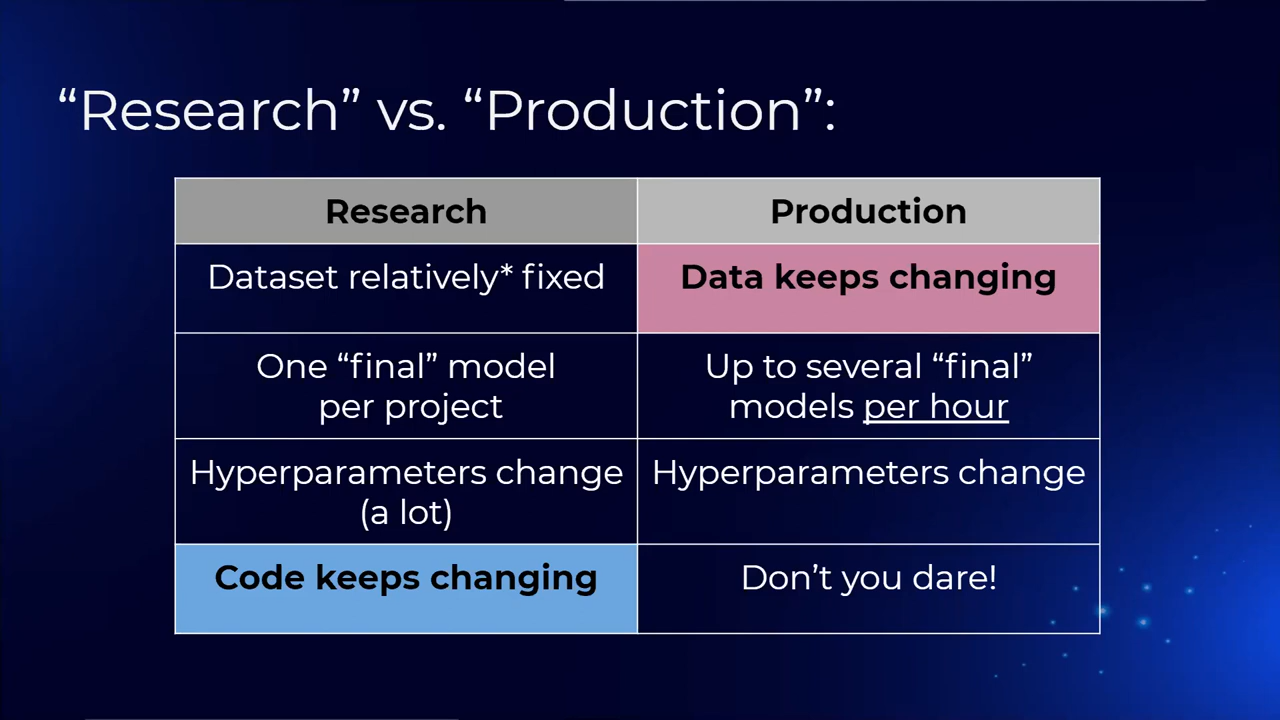 “Research” vs. “Production”:
Research
Production
Dataset relatively* fixed
Data keeps changing
One “final” model
per project
Up to several “final”
models per hour
Hyperparameters change
(a lot)
Hyperparameters change
Code keeps changing
Don’t you dare!